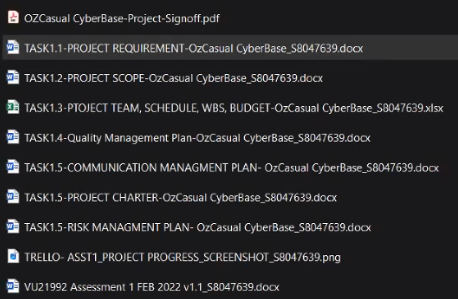 OZCasual CyberBase-Project-Signoff.pdf
TASK1.1-PROJECT REQUIREMENT-OzCasual CyberBase_S8047639.docx
TASK1.2-PROJECT SCOPE-OzCasual CyberBase_S8047639.docx
TASK1.3-PTOJECT TEAM, SCHEDULE, WBS, BUDGET-OzCasual CyberBase_S8047639.xlsx
TASK1.4-Quality Management Plan-OzCasual CyberBase_S8047639.docx
TASK1.5-COMMUNICATION MANAGMENT PLAN- OzCasual CyberBase_S8047639.docx
TASK1.5-PROJECT CHARTER-OzCasual CyberBase_S8047639.docx
TASK1.5-RISK MANAGMENT PLAN- OzCasual CyberBase_S8047639.docx
TRELLO- ASST1_PROJECT PROGRESS_SCREENSHOT_S8047639.png
VU21992 Assessment 1 FEB 2022 v1.1_S8047639.docx